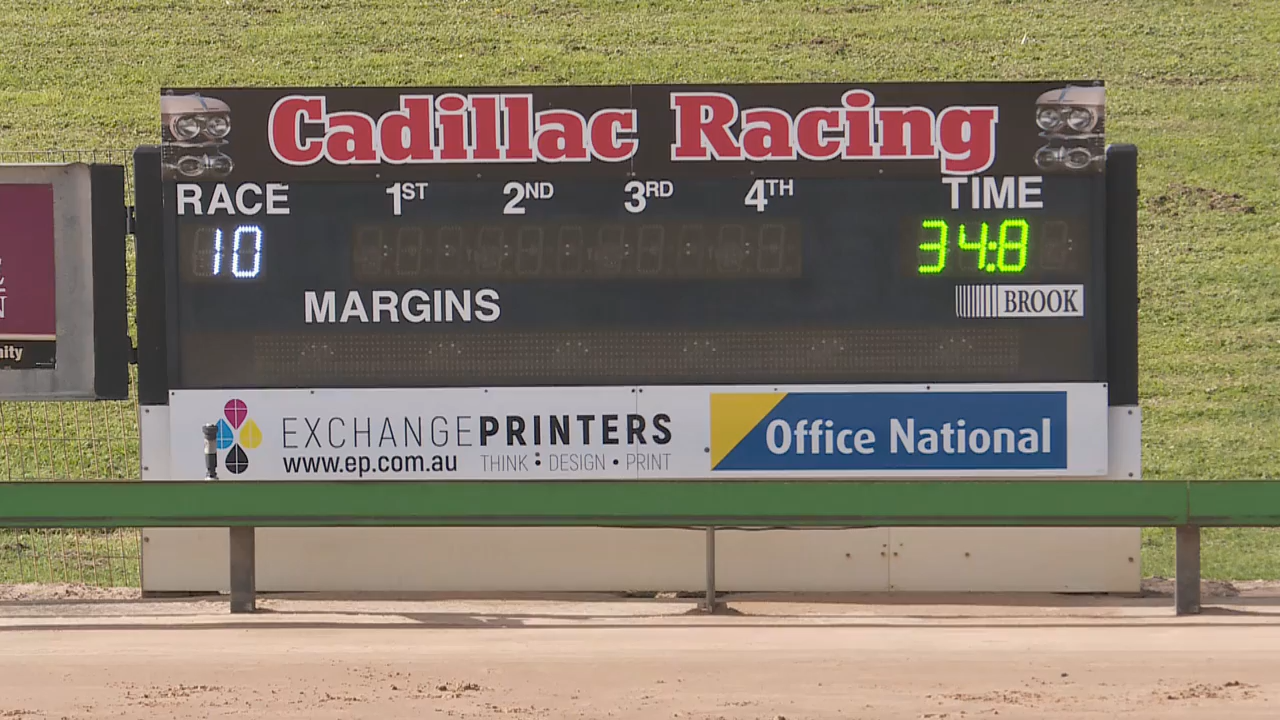 Cadillac Racing
RACE 1ST 2ND 3RD 4TH TIME
10 34:8
MARGINS BROOK
EXCHANGEPRINTERS
www.ep.com.au THINK • DESIGN • PRINT
Office National
nity